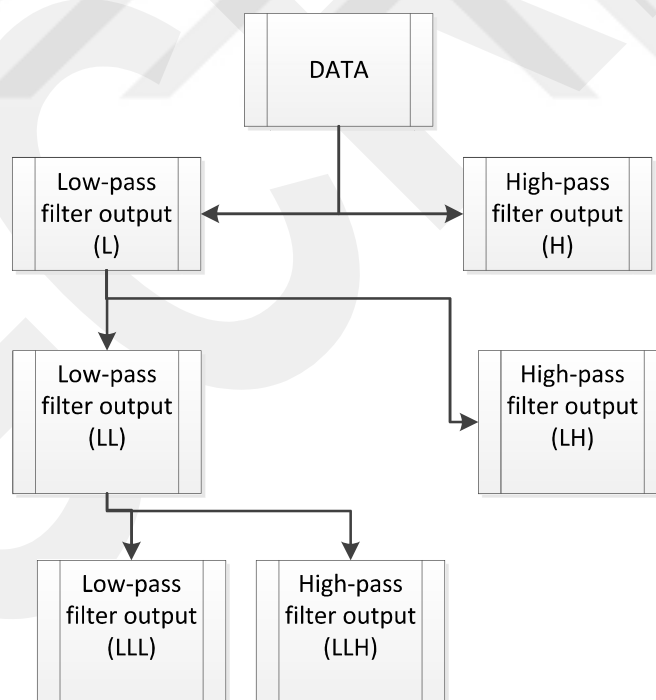 DATA
Low-pass
filter output
(L)
High-pass
filter output
(H)
Low-pass
filter output
(LL)
High-pass
filter output
(LH)
Low-pass
filter output
(LLL)
High-pass
filter output
(LLH)